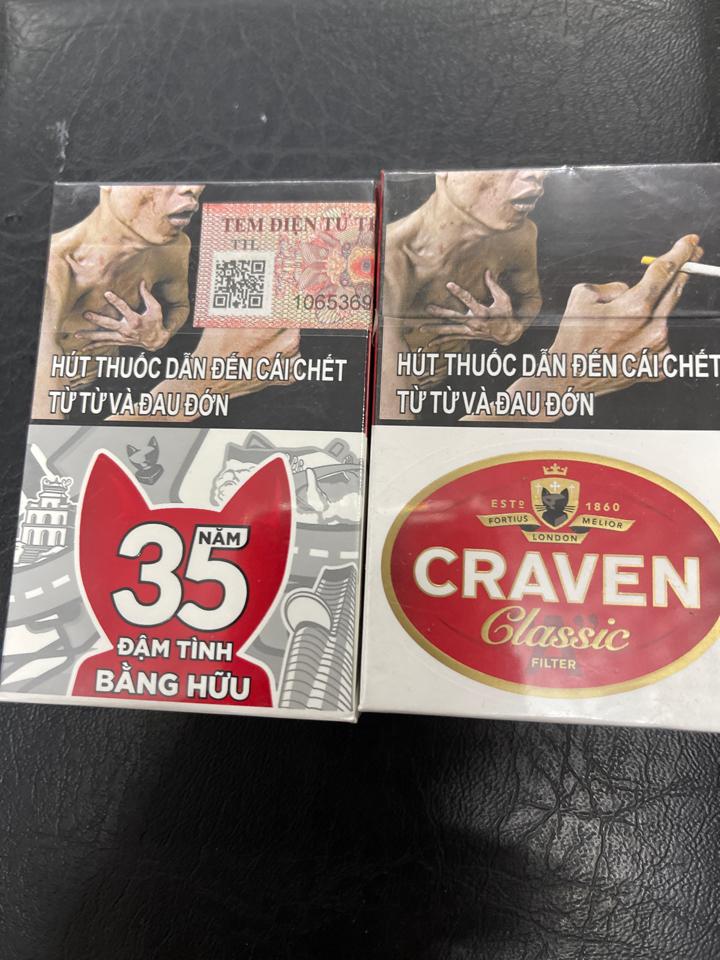 TEM ĐIỆN TỬ
TTL
1065369
HÚT THUỐC DẪN ĐẾN CÁI CHẾT
TỪ TỪ VÀ ĐAU ĐỚN
35
NĂM
ĐẬM TÌNH
BẰNG HỮU
HÚT THUỐC DẪN ĐẾN CÁI CHẾT
TỪ TỪ VÀ ĐAU ĐỚN
ESTD 1860
FORTIUS MELIOR
LONDON
CRAVEN
Classic
FILTER